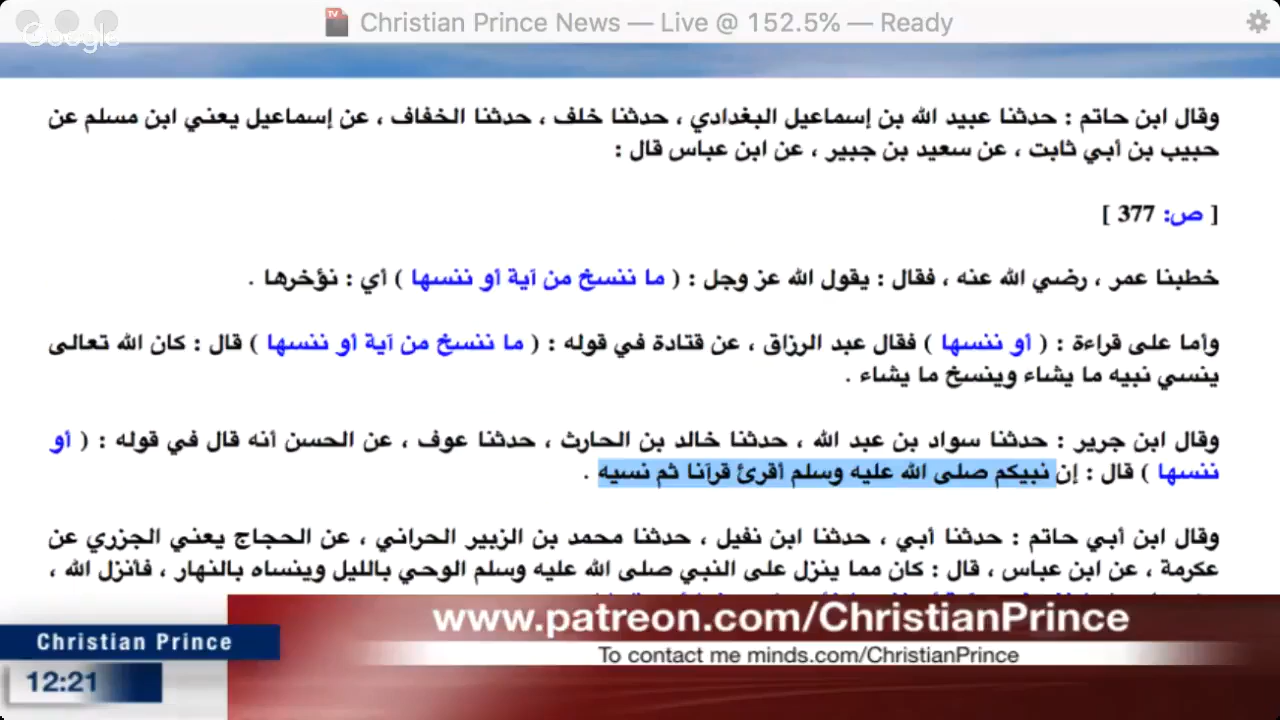 Christian Prince News — Live @ 152.5% — Ready
Google
وقال ابن حاتم : حدثنا عبيد الله بن إسماعيل البغدادي ، حدثنا خلف ، حدثنا الخفاف ، عن إسماعيل يعني ابن مسلم عن
حبيب بن أبي ثابت ، عن سعيد بن جبير ، عن ابن عباس قال :
[ ص: 377 ]
خطبنا عمر ، رضي الله عنه ، فقال : يقول الله عز وجل : ( ما ننسخ من آية أو ننسها ) أي : نؤخرها .
وأما على قراءة : ( أو ننسها ) فقال عبد الرزاق ، عن قتادة في قوله : ( ما ننسخ من آية أو ننسها ) قال : كان الله تعالى
ينسي نبيه ما يشاء وينسخ ما يشاء .
وقال ابن جرير : حدثنا سواد بن عبد الله ، حدثنا خالد بن الحارث ، حدثنا عوف ، عن الحسن أنه قال في قوله : ( أو
ننسها ) قال : إن نبيكم صلى الله عليه وسلم أقرئ قرآنا ثم نسيه .
وقال ابن أبي حاتم : حدثنا أبي ، حدثنا ابن نفيل ، حدثنا محمد بن الزبير الحراني ، عن الحجاج يعني الجزري عن
عكرمة ، عن ابن عباس ، قال : كان مما ينزل على النبي صلى الله عليه وسلم الوحي بالليل وينساه بالنهار ، فأنزل الله ،
www.patreon.com/ChristianPrince
Christian Prince
To contact me minds.com/ChristianPrince
12:21